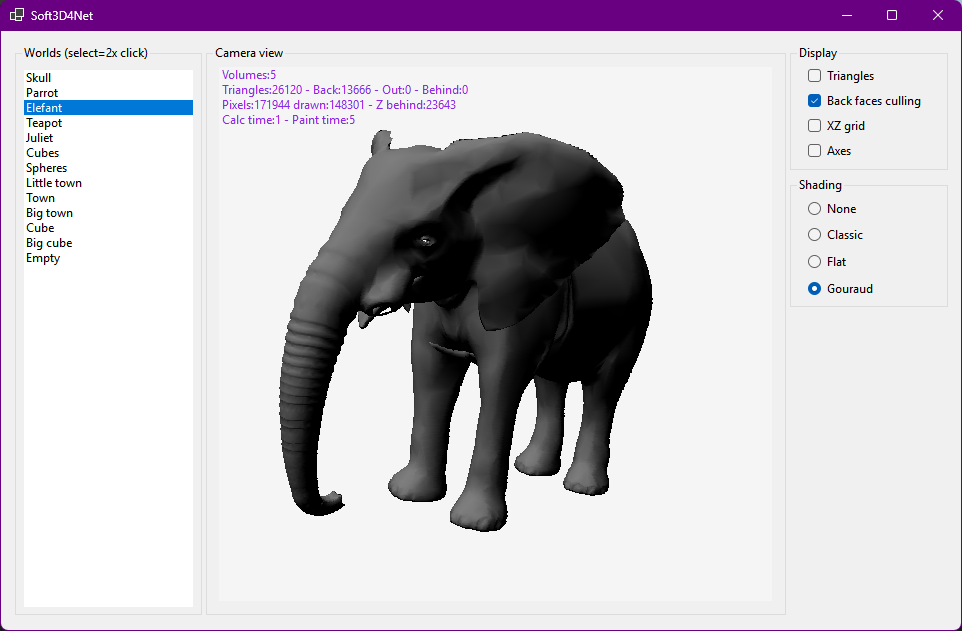 Soft3D4Net
Worlds (select=2x click)
Skull
Parrot
Elefant
Teapot
Juliet
Cubes
Spheres
Little town
Town
Big town
Cube
Big cube
Empty
Camera view
Volumes:5
Triangles:26120 - Back:13666 - Out:0 - Behind:0
Pixels:171944 drawn:148301 - Z behind:23643
Calc time:1 - Paint time:5
Display
Triangles
Back faces culling
XZ grid
Axes
Shading
None
Classic
Flat
Gouraud